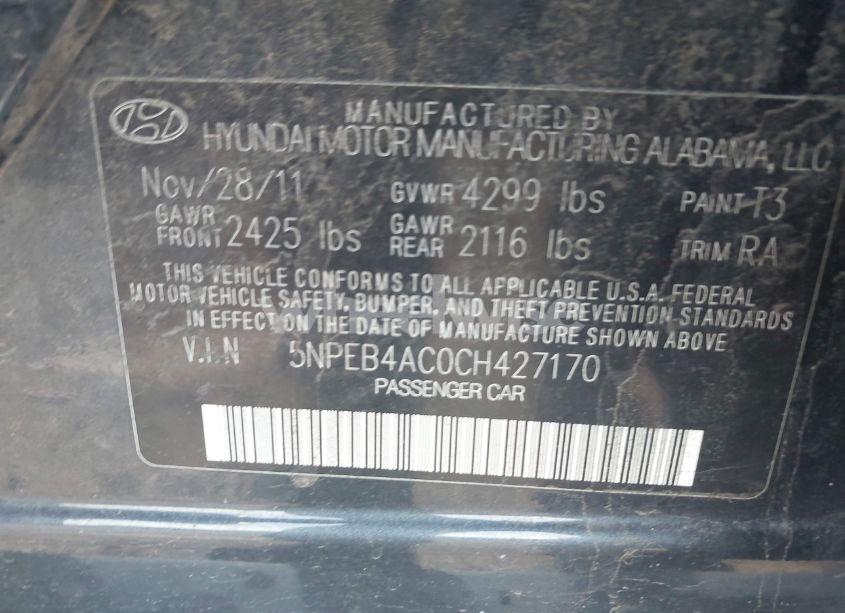 MANUFACTURED BY
HYUNDAI MOTOR MANUFACTURING ALABAMA, LLC
Nov/28/11 GVWR 4299 lbs PAINT T3
GAWR FRONT 2425 lbs GAWR REAR 2116 lbs TRIM RA
THIS VEHICLE CONFORMS TO ALL APPLICABLE U.S.A. FEDERAL
MOTOR VEHICLE SAFETY, BUMPER, AND THEFT PREVENTION STANDARDS
IN EFFECT ON THE DATE OF MANUFACTURE SHOWN ABOVE
V.I.N 5NPEB4AC0CH427170
PASSENGER CAR